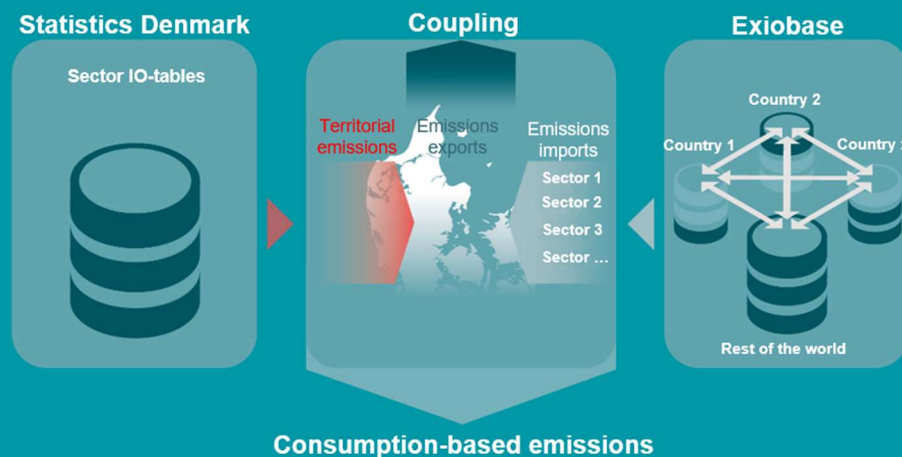 Statistics Denmark
Sector IO-tables
Coupling
Territorial
emissions
Emissions
exports
Emissions
imports
Sector 1
Sector 2
Sector 3
Sector ...
Exiobase
Country 2
Country 1
Country
Rest of the world
Consumption-based emissions